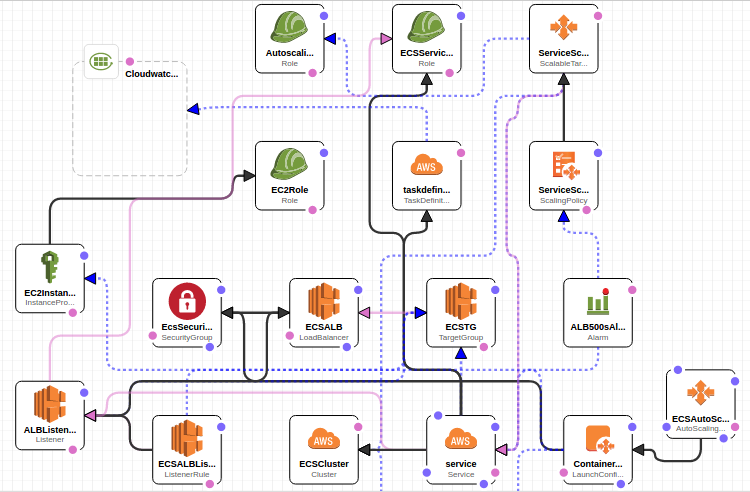 Autoscali...
Role
ECSServic...
Role
ServiceSc...
ScalableTar...
Cloudwatc...
EC2Role
Role
AWS
taskdefin...
TaskDefinit...
ServiceSc...
ScalingPolicy
EC2Instan...
InstancePro...
EcsSecuri...
SecurityGroup
ECSALB
LoadBalancer
ECSTG
TargetGroup
ALB500sAl...
Alarm
ALBListen...
Listener
ECSALBLis...
ListenerRule
AWS
ECSCluster
Cluster
AWS
service
Service
Container...
LaunchConfi...
ECSAutoSc...
AutoScaling...